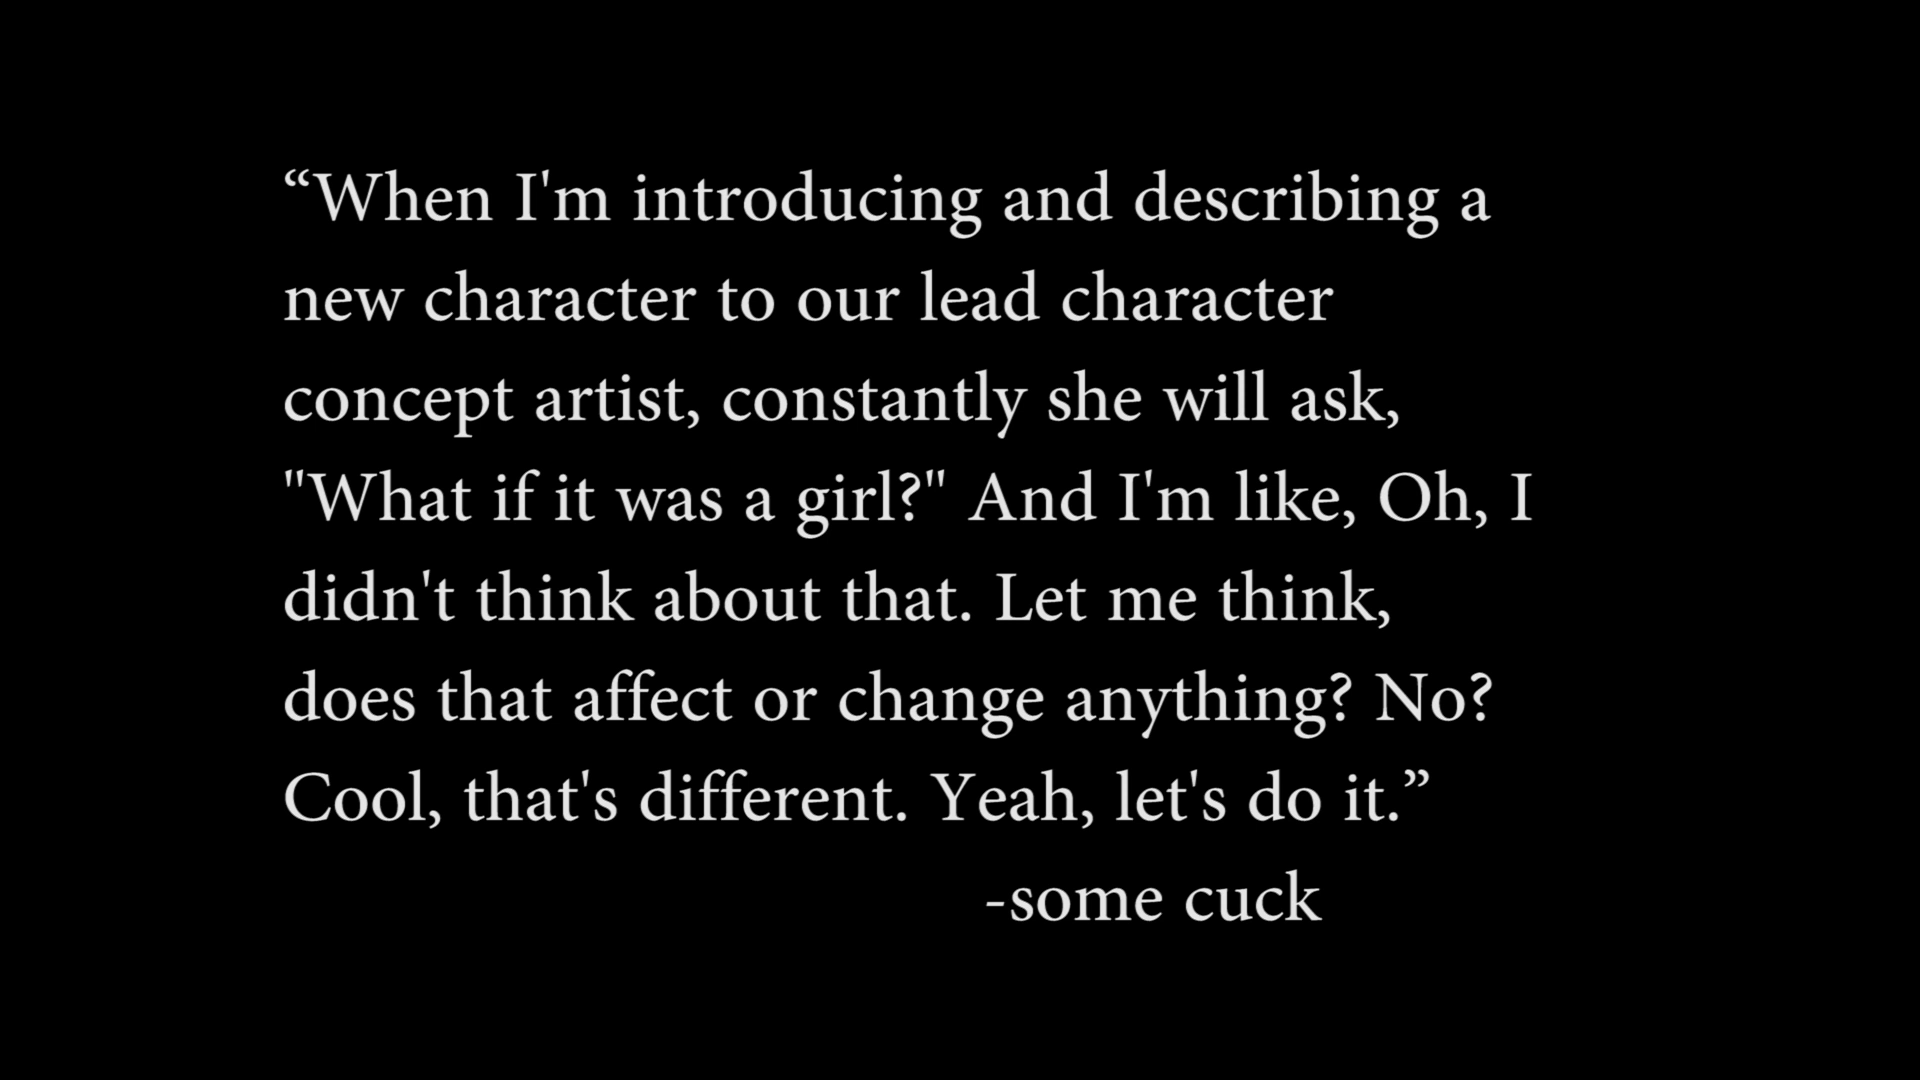 “When I'm introducing and describing a
new character to our lead character
concept artist, constantly she will ask,
"What if it was a girl?" And I'm like, Oh, I
didn't think about that. Let me think,
does that affect or change anything? No?
Cool, that's different. Yeah, let's do it.”
-some cuck